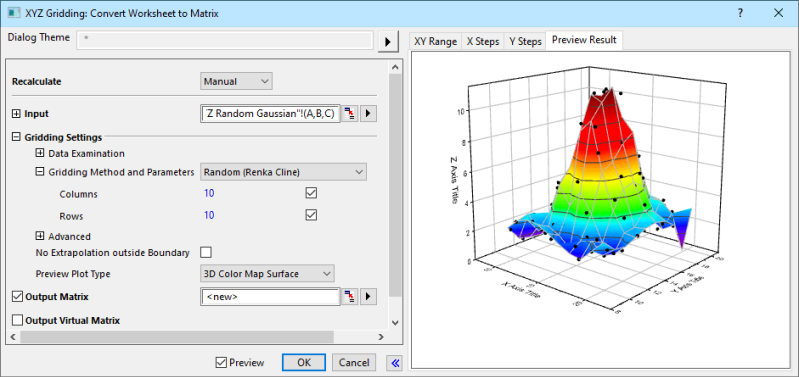 XYZ Gridding: Convert Worksheet to Matrix
Dialog Theme *
Recalculate Manual
Input 'Z Random Gaussian"!(A,B,C)
Gridding Settings
Data Examination
Gridding Method and Parameters Random (Renka Cline)
Columns 10
Rows 10
Advanced
No Extrapolation outside Boundary
Preview Plot Type 3D Color Map Surface
Output Matrix <new>
Output Virtual Matrix
Preview OK Cancel
XY Range X Steps Y Steps Preview Result
10
8
6
4
2
0
Z Axis Title
X Axis Title
Y Axis Title